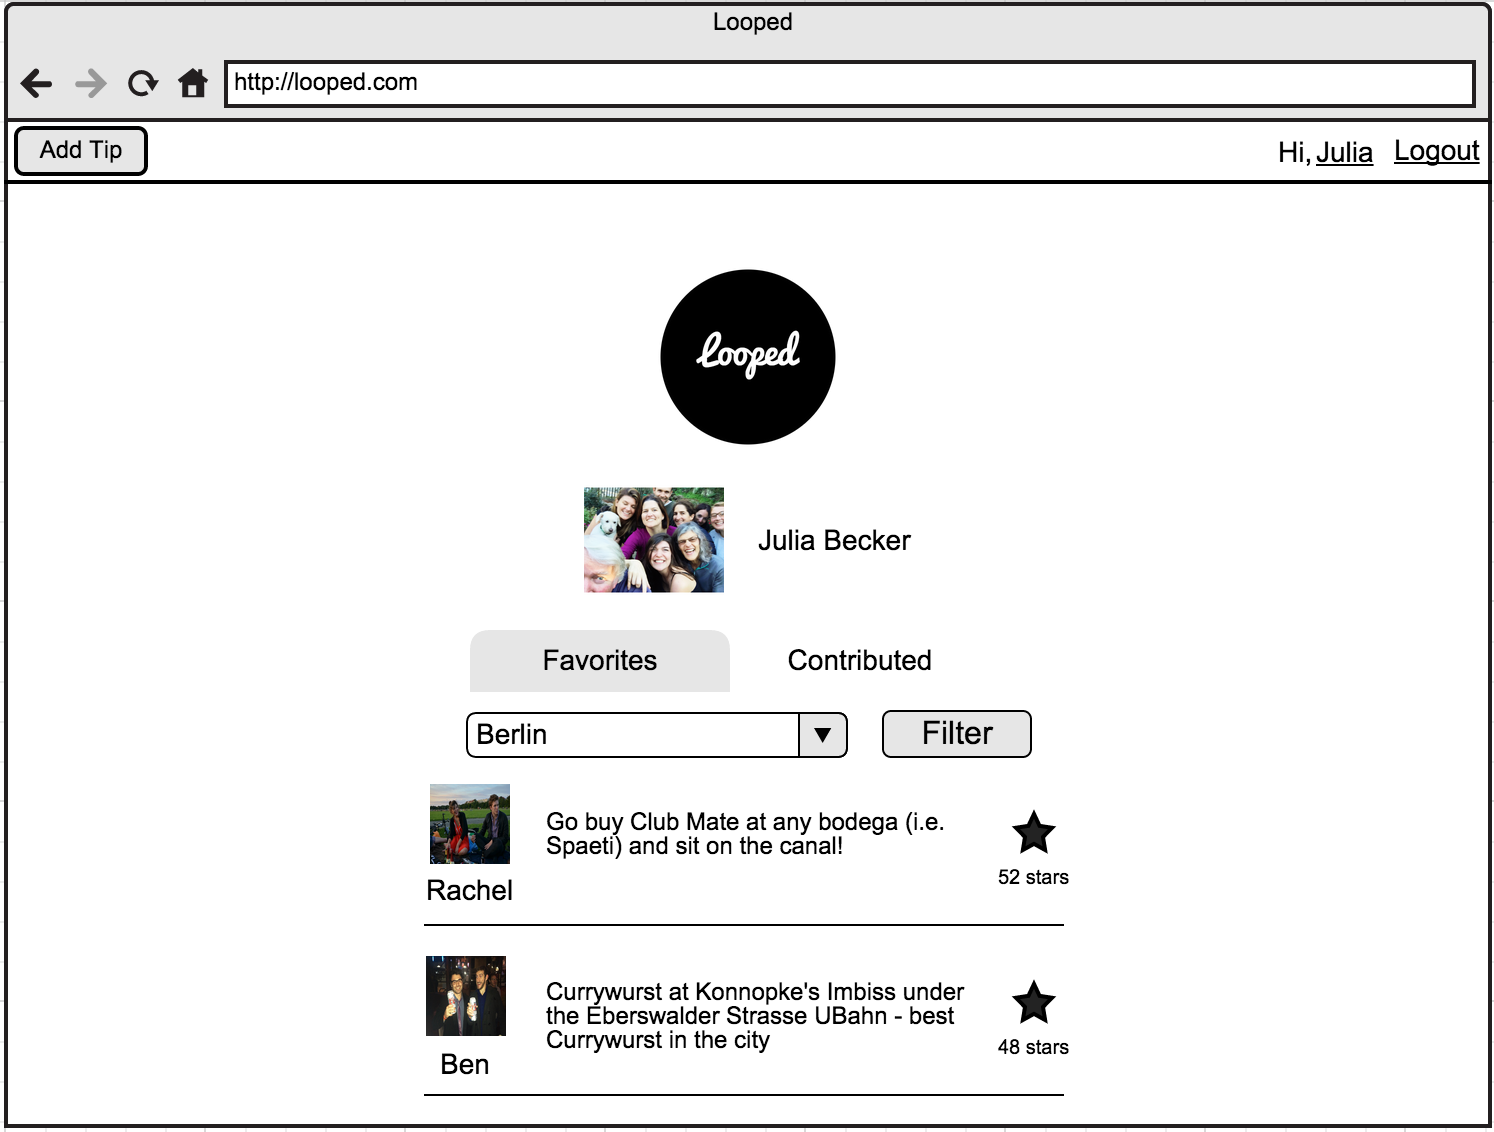 Looped
http://looped.com
Add Tip
Hi, Julia Logout
Looped
Julia Becker
Favorites Contributed
Berlin Filter
Go buy Club Mate at any bodega (i.e.
Spaeti) and sit on the canal!
52 stars
Rachel
Currywurst at Konnopke's Imbiss under
the Eberswalder Strasse UBahn - best
Currywurst in the city
48 stars
Ben